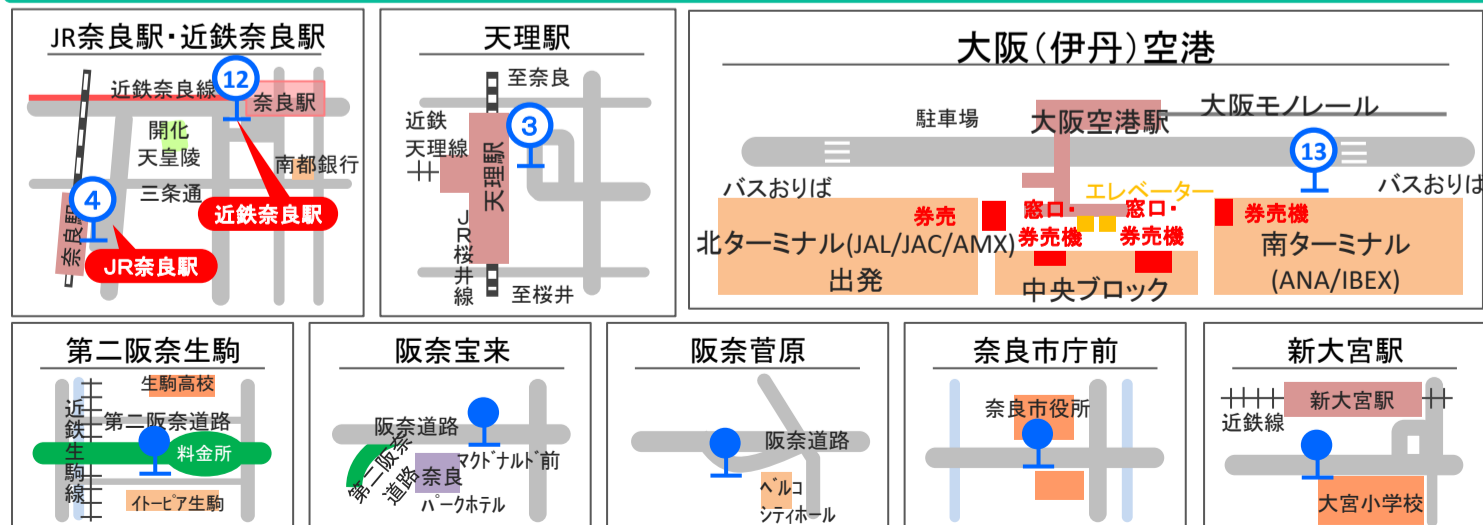 JR奈良駅・近鉄奈良駅
近鉄奈良線
12
奈良駅
開化
天皇陵
南都銀行
三条通
4
近鉄奈良駅
奈良駅
JR奈良駅
天理駅
至奈良
近鉄
天理線
3
天理駅
JR桜井線
至桜井
大阪(伊丹)空港
駐車場
大阪空港駅
大阪モノレール
13
バスおりば
エレベーター
バスおりば
券売
窓口・
券売機
窓口・
券売機
券売機
北ターミナル(JAL/JAC/AMX)
出発
中央ブロック
南ターミナル
(ANA/IBEX)
第二阪奈生駒
生駒高校
近鉄生駒線
第二阪奈道路
料金所
イトーピア生駒
阪奈宝来
阪奈道路
マクドナルド前
第二阪奈
道路
奈良
パークホテル
阪奈菅原
阪奈道路
ベルコ
シティホール
奈良市庁前
奈良市役所
新大宮駅
新大宮駅
近鉄線
大宮小学校